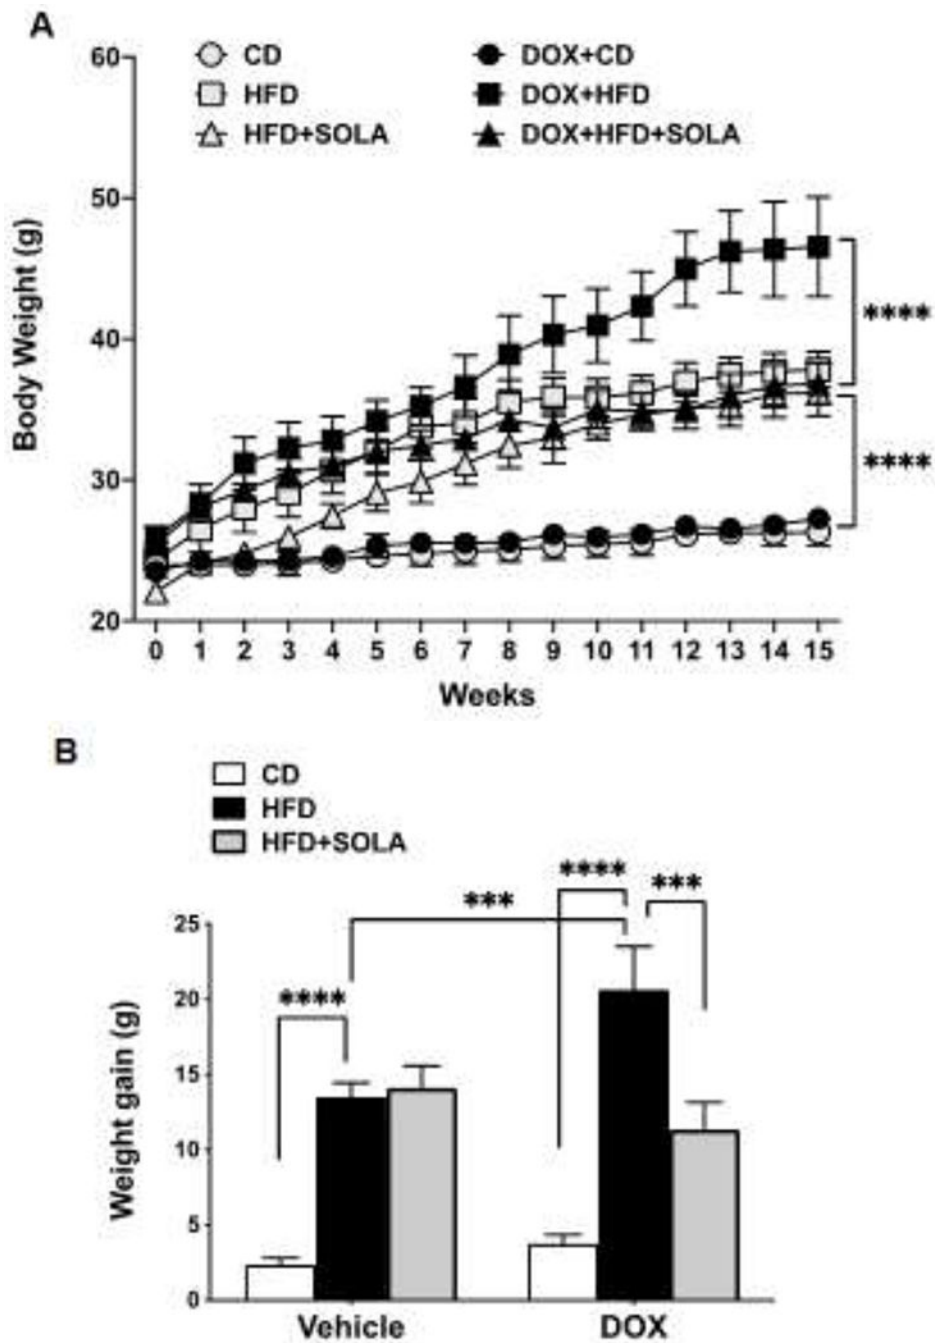 A
CD
DOX+CD
HFD
DOX+HFD
HFD+SOLA
DOX+HFD+SOLA
60
50
40
30
20
Body Weight (g)
****
****
0 1 2 3 4 5 6 7 8 9 10 11 12 13 14 15
Weeks
B
CD
HFD
HFD+SOLA
**** ***
***
****
25
20
15
10
5
0
Weight gain (g)
Vehicle DOX